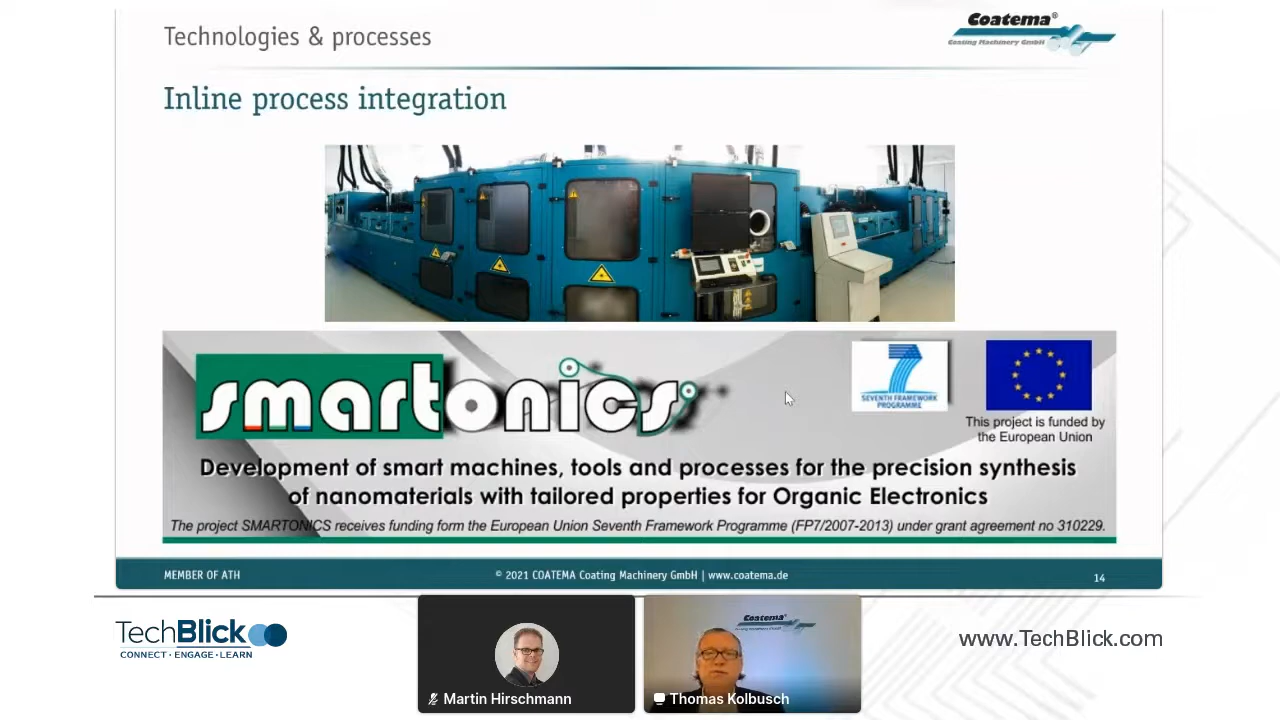 Technologies & processes
Coatema®
Coating Machinery GmbH
Inline process integration
smartonics
SEVENTH FRAMEWORK
PROGRAMME
This project is funded by
the European Union
Development of smart machines, tools and processes for the precision synthesis
of nanomaterials with tailored properties for Organic Electronics
The project SMARTONICS receives funding form the European Union Seventh Framework Programme (FP7/2007-2013) under grant agreement no 310229.
MEMBER OF ATH
© 2021 COATEMA Coating Machinery GmbH | www.coatema.de
14
TechBlick
CONNECT · ENGAGE · LEARN
Martin Hirschmann
Coatema®
Thomas Kolbusch
www.TechBlick.com